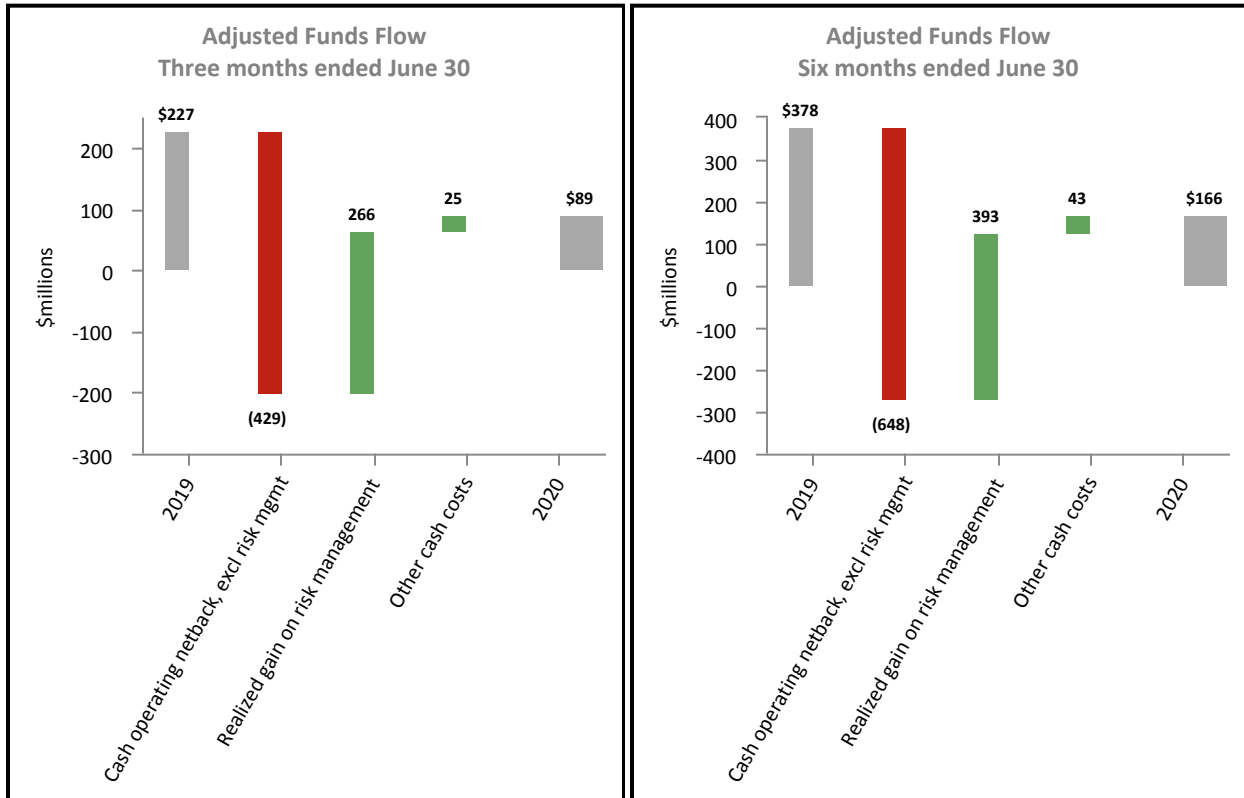 Adjusted Funds Flow
Three months ended June 30
$millions
200
100
0
-100
-200
-300
$227
(429)
266
25
$89
2019
Cash operating netback, excl risk mgmt
Realized gain on risk management
Other cash costs
2020
Adjusted Funds Flow
Six months ended June 30
$millions
400
300
200
100
0
-100
-200
-300
-400
$378
(648)
393
43
$166
2019
Cash operating netback, excl risk mgmt
Realized gain on risk management
Other cash costs
2020